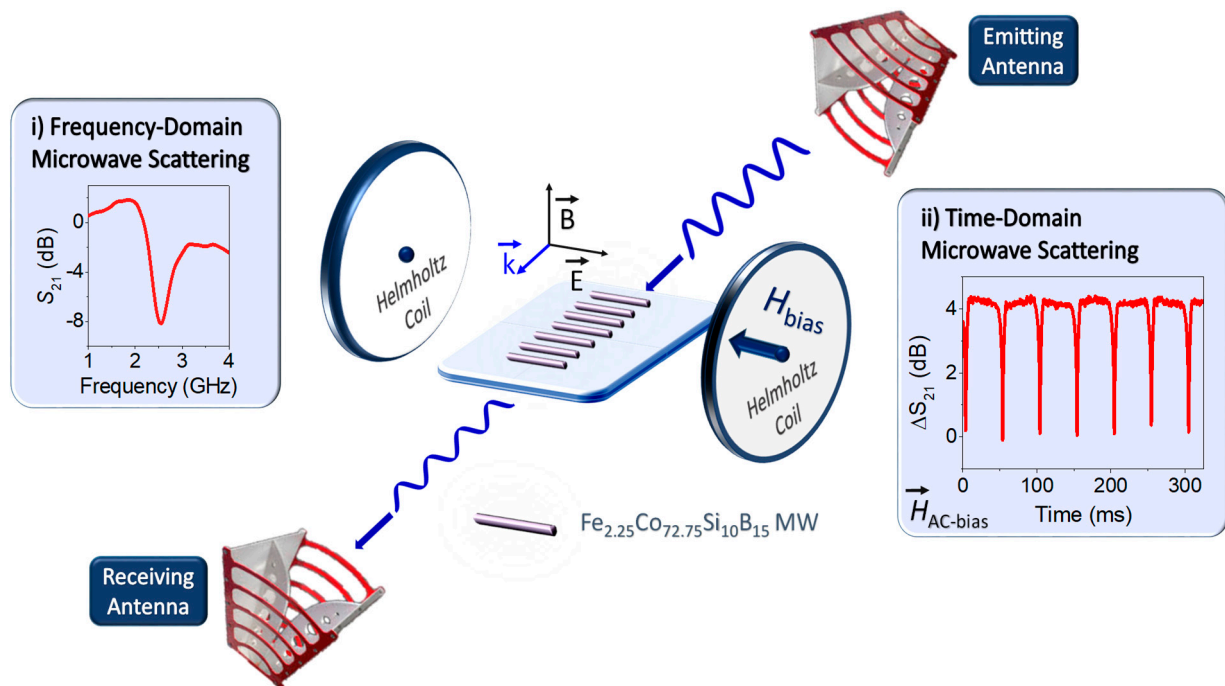 Emitting
Antenna
i) Frequency-Domain
Microwave Scattering
0
-4
-8
S₂₁ (dB)
1 2 3 4
Frequency (GHz)
Helmholtz
Coil
B
k
E
H_bias
Helmholtz
Coil
ii) Time-Domain
Microwave Scattering
4
2
0
ΔS₂₁ (dB)
0 100 200 300
Time (ms)
H_AC-bias
Fe₂.₂₅Co₇₂.₇₅Si₁₀B₁₅ MW
Receiving
Antenna